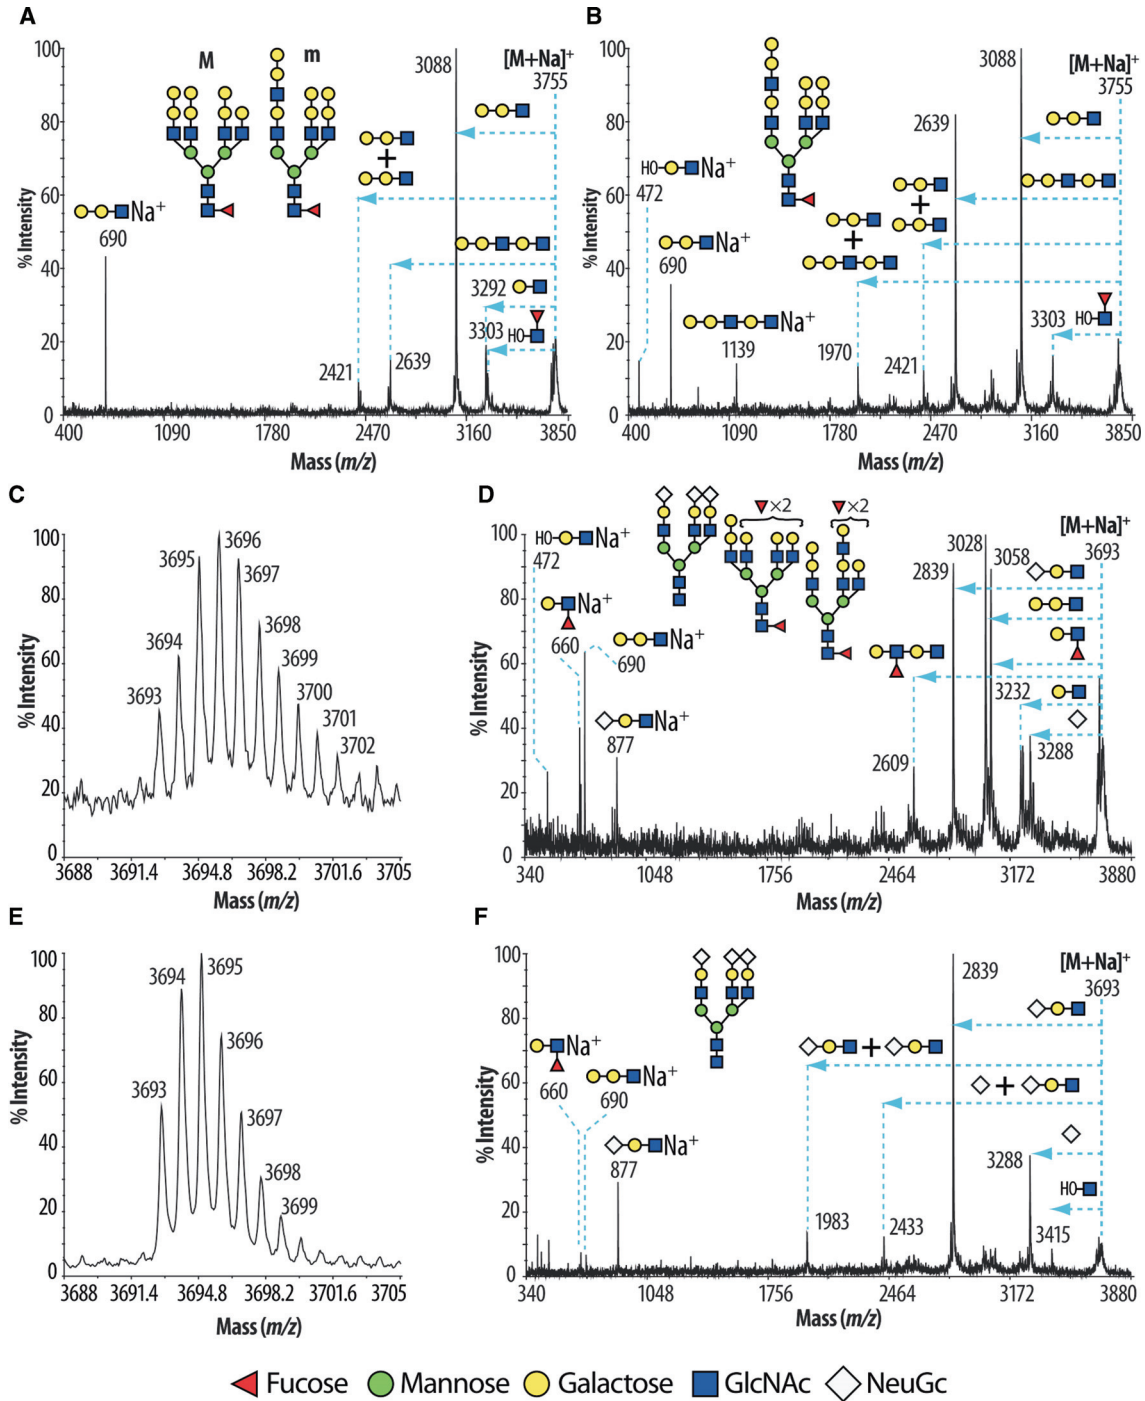 A
M
m
[M+Na]+
3755
3088
Na+
690
3292
3303
2639
2421
100
80
60
40
20
0
% Intensity
400 1090 1780 2470 3160 3850
Mass (m/z)
B
[M+Na]+
3755
3088
2639
HO Na+
472
Na+
690
Na+
1139
1970
2421
3303
HO
HO
100
80
60
40
20
0
% Intensity
400 1090 1780 2470 3160 3850
Mass (m/z)
C
3696
3695
3697
3694
3698
3699
3693
3700
3701
3702
100
80
60
40
20
0
% Intensity
3688 3691.4 3694.8 3698.2 3701.6 3705
Mass (m/z)
D
×2
×2
[M+Na]+
3693
HO Na+
472
3028
3058
2839
Na+
660
Na+
690
Na+
877
3232
3288
2609
100
80
60
40
20
0
% Intensity
340 1048 1756 2464 3172 3880
Mass (m/z)
E
3695
3694
3696
3693
3697
3698
3699
100
80
60
40
20
0
% Intensity
3688 3691.4 3694.8 3698.2 3701.6 3705
Mass (m/z)
F
[M+Na]+
3693
2839
Na+
660
Na+
690
Na+
877
+
+
3288
HO
3415
1983
2433
100
80
60
40
20
0
% Intensity
340 1048 1756 2464 3172 3880
Mass (m/z)
Fucose Mannose Galactose GlcNAc NeuGc